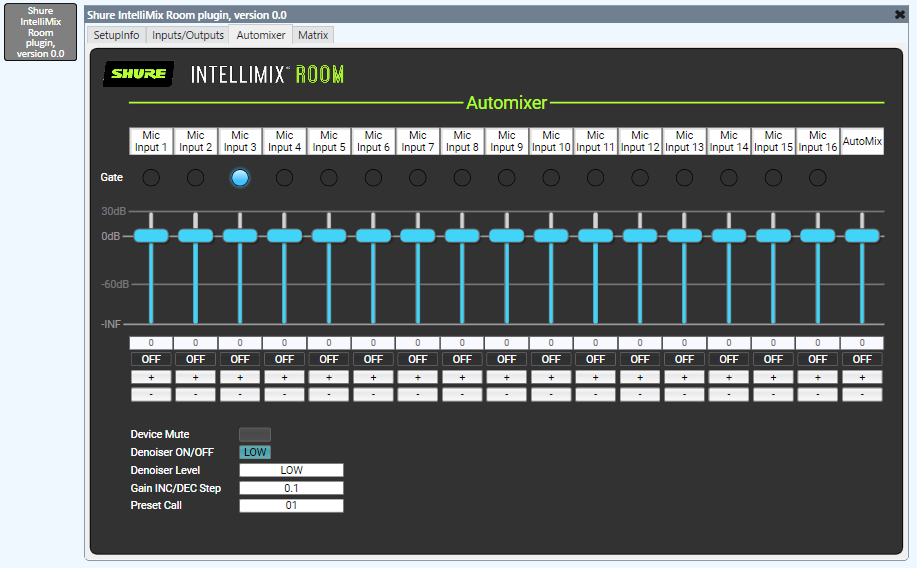 Shure
IntelliMix
Room
plugin,
version 0.0
Shure IntelliMix Room plugin, version 0.0
SetupInfo Inputs/Outputs Automixer Matrix
SHURE INTELLIMIX ROOM
Automixer
Mic Mic Mic Mic Mic Mic Mic Mic Mic Mic Mic Mic Mic Mic Mic Mic
Input 1 Input 2 Input 3 Input 4 Input 5 Input 6 Input 7 Input 8 Input 9 Input 10 Input 11 Input 12 Input 13 Input 14 Input 15 Input 16 AutoMix
Gate
30dB
0dB
-60dB
-INF
0 0 0 0 0 0 0 0 0 0 0 0 0 0 0 0 0
OFF OFF OFF OFF OFF OFF OFF OFF OFF OFF OFF OFF OFF OFF OFF OFF OFF
+ + + + + + + + + + + + + + + + +
- - - - - - - - - - - - - - - - -
Device Mute
Denoiser ON/OFF LOW
Denoiser Level LOW
Gain INC/DEC Step 0.1
Preset Call 01